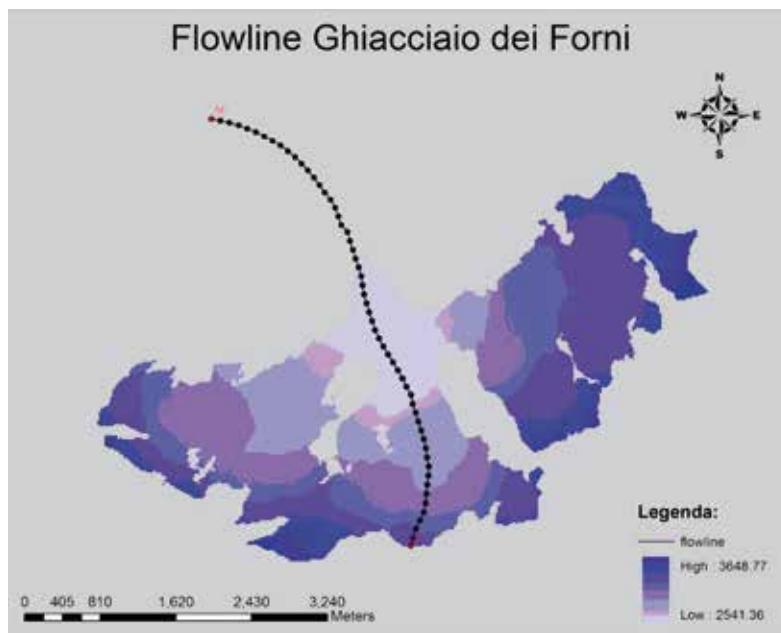 Flowline Ghiacciaio dei Forni
N
W E
S
Legenda:
flowline
High : 3648.77
Low : 2541.36
0 405 810 1,620 2,430 3,240
Meters